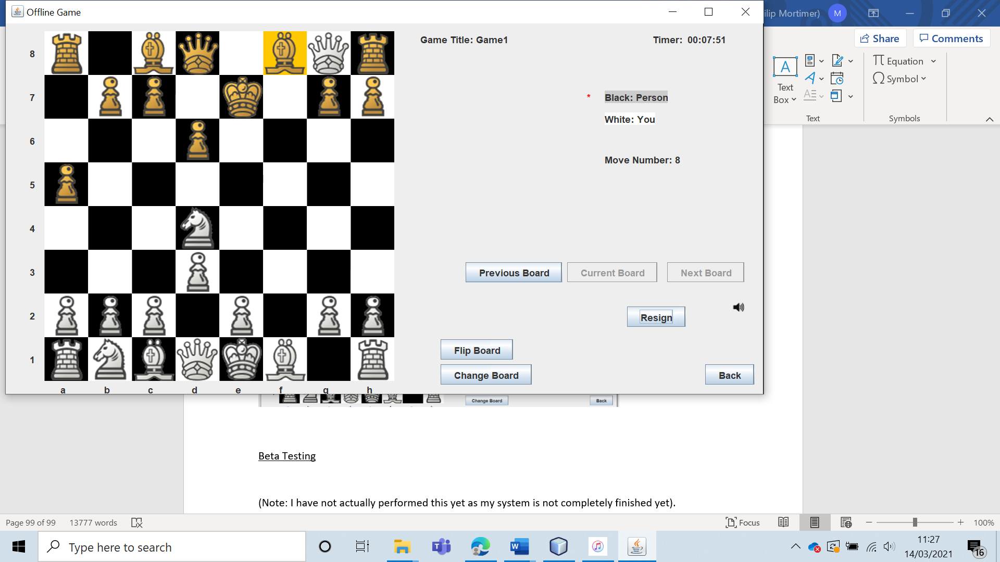 Offline Game
ilip Mortimer)
M
Share
Comments
Game Title: Game1
Timer: 00:07:51
8
7
6
5
4
3
2
1
a b c d e f g h
* Black: Person
White: You
Move Number: 8
Previous Board
Current Board
Next Board
Resign
Flip Board
Change Board
Back
A
Text
Box
A
Equation
Symbol
Text
Symbols
Change Board
Back
Beta Testing
(Note: I have not actually performed this yet as my system is not completely finished yet).
Page 99 of 99
13777 words
Focus
100%
Type here to search
T
W
11:27
14/03/2021
16